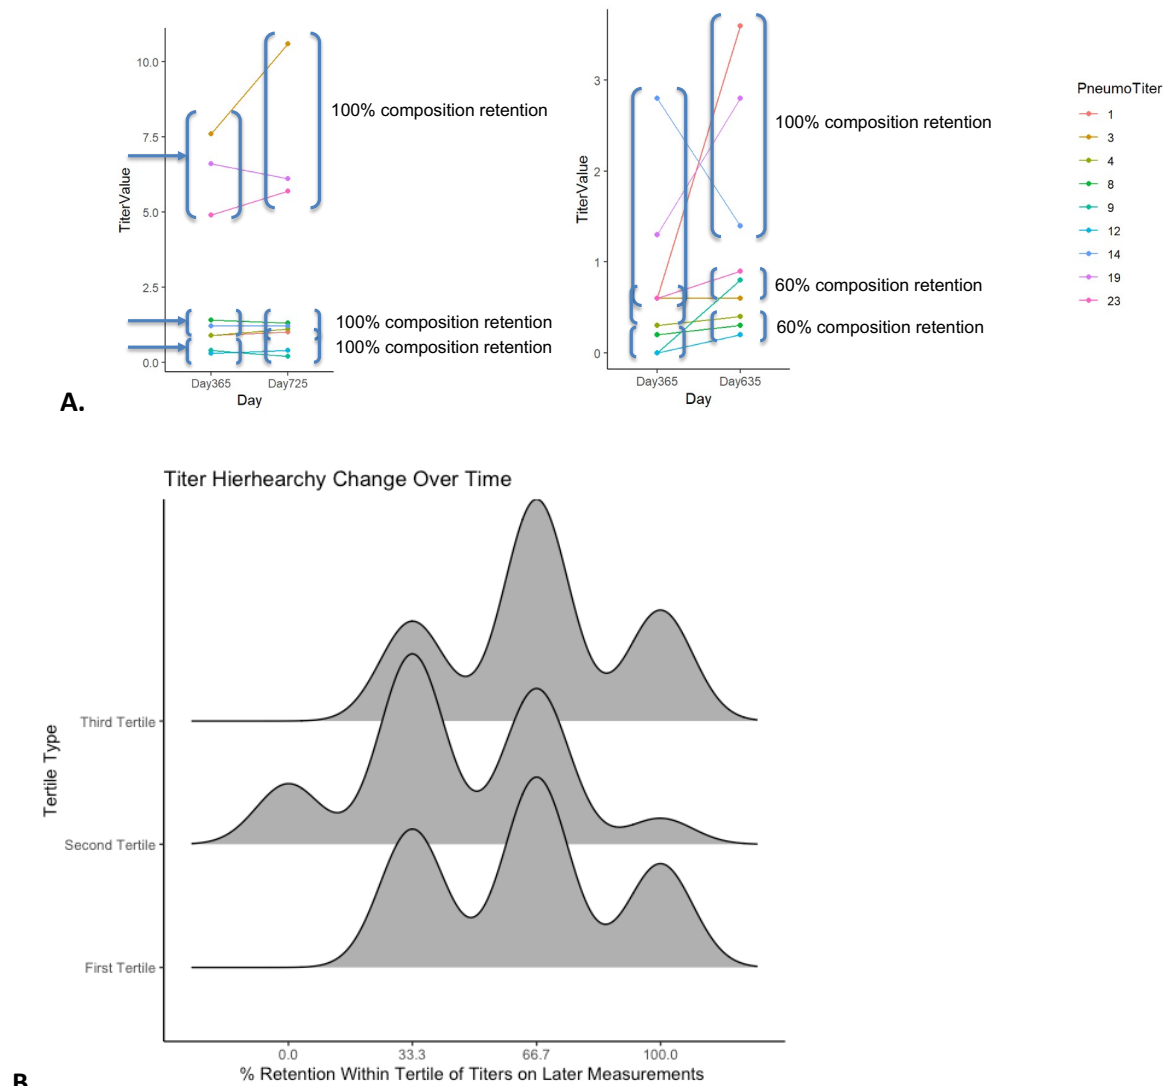 10.0
7.5
5.0
2.5
0.0
TiterValue
Day365 Day725
Day
100% composition retention
100% composition retention
100% composition retention
3
2
1
0
TiterValue
Day365 Day635
Day
100% composition retention
60% composition retention
60% composition retention
PneumoTiter
1
3
4
8
9
12
14
19
23
A.
Titer Hierhearchy Change Over Time
Tertile Type
Third Tertile
Second Tertile
First Tertile
0.0 33.3 66.7 100.0
% Retention Within Tertile of Titers on Later Measurements
B.